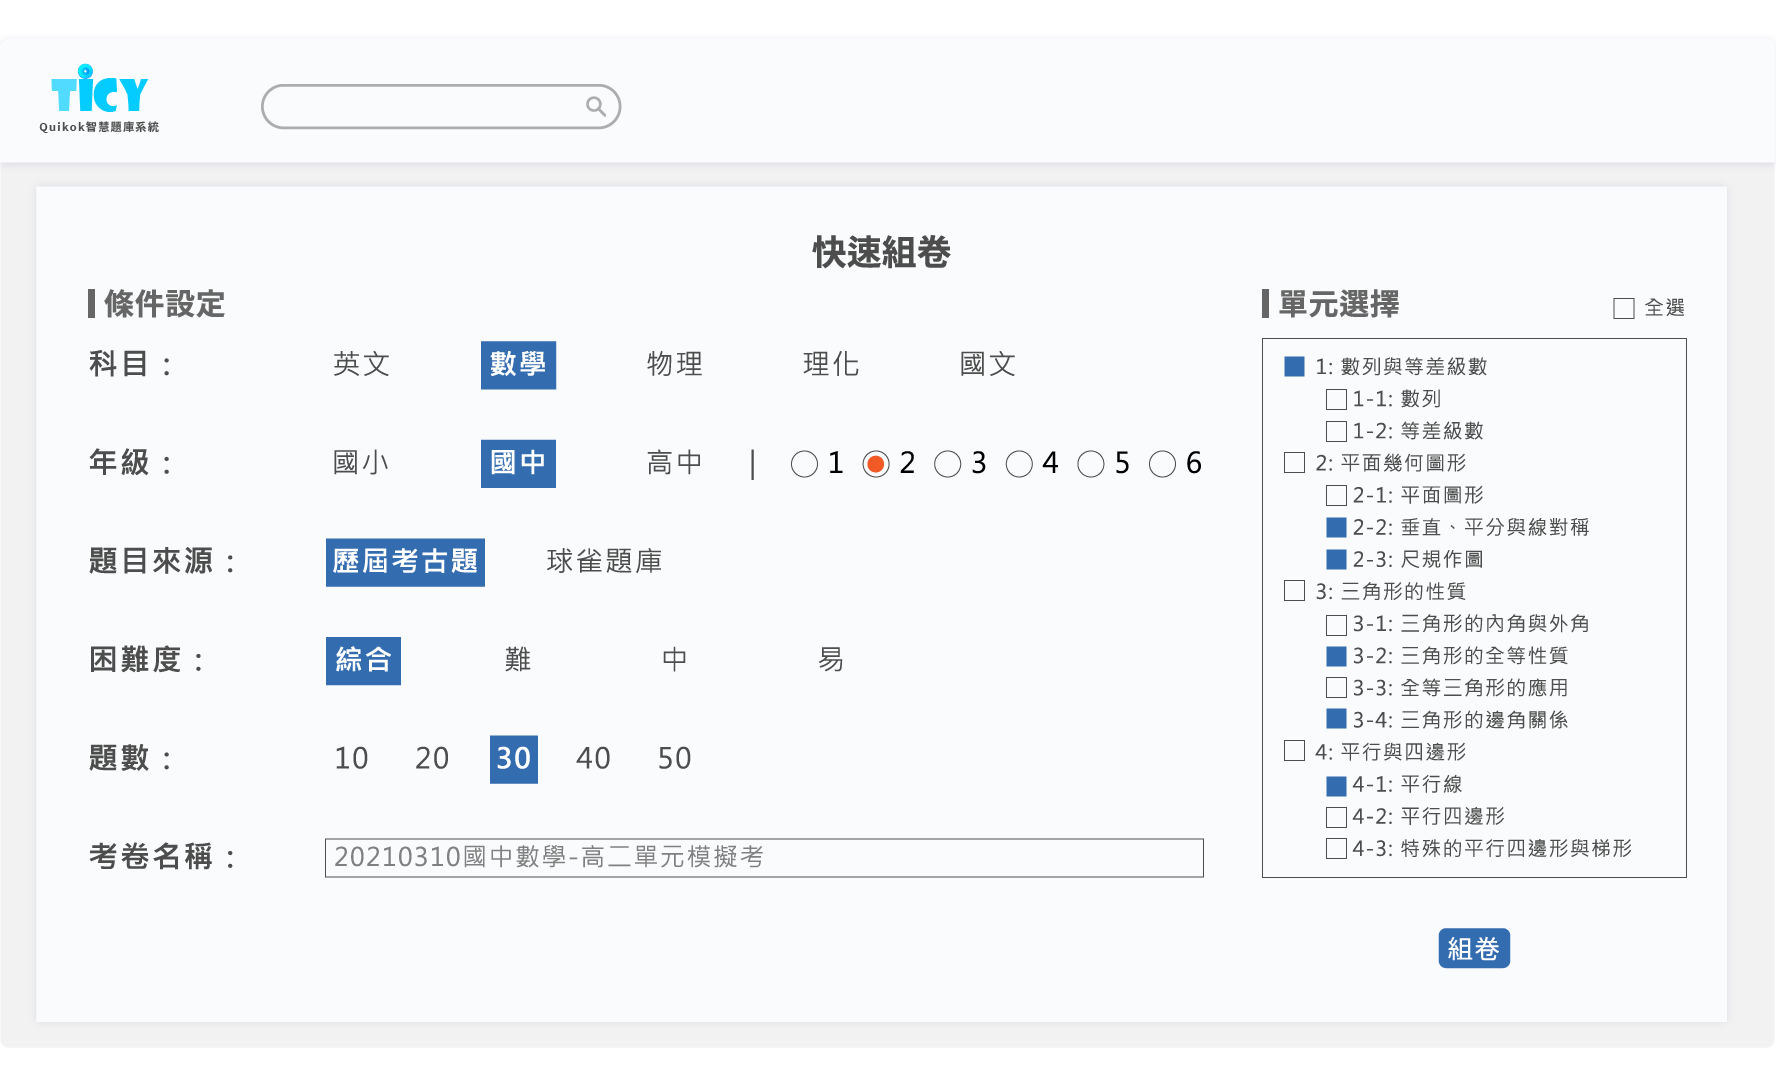 TiCY
Quikok智慧題庫系統
快速組卷
條件設定
科目：
英文 數學 物理 理化 國文
年級：
國小 國中 高中 | 1 2 3 4 5 6
題目來源：
歷屆考古題 球雀題庫
困難度：
綜合 難 中 易
題數：
10 20 30 40 50
考卷名稱：
20210310國中數學-高二單元模擬考
單元選擇
全選
1: 數列與等差級數
1-1: 數列
1-2: 等差級數
2: 平面幾何圖形
2-1: 平面圖形
2-2: 垂直、平分與線對稱
2-3: 尺規作圖
3: 三角形的性質
3-1: 三角形的內角與外角
3-2: 三角形的全等性質
3-3: 全等三角形的應用
3-4: 三角形的邊角關係
4: 平行與四邊形
4-1: 平行線
4-2: 平行四邊形
4-3: 特殊的平行四邊形與梯形
組卷